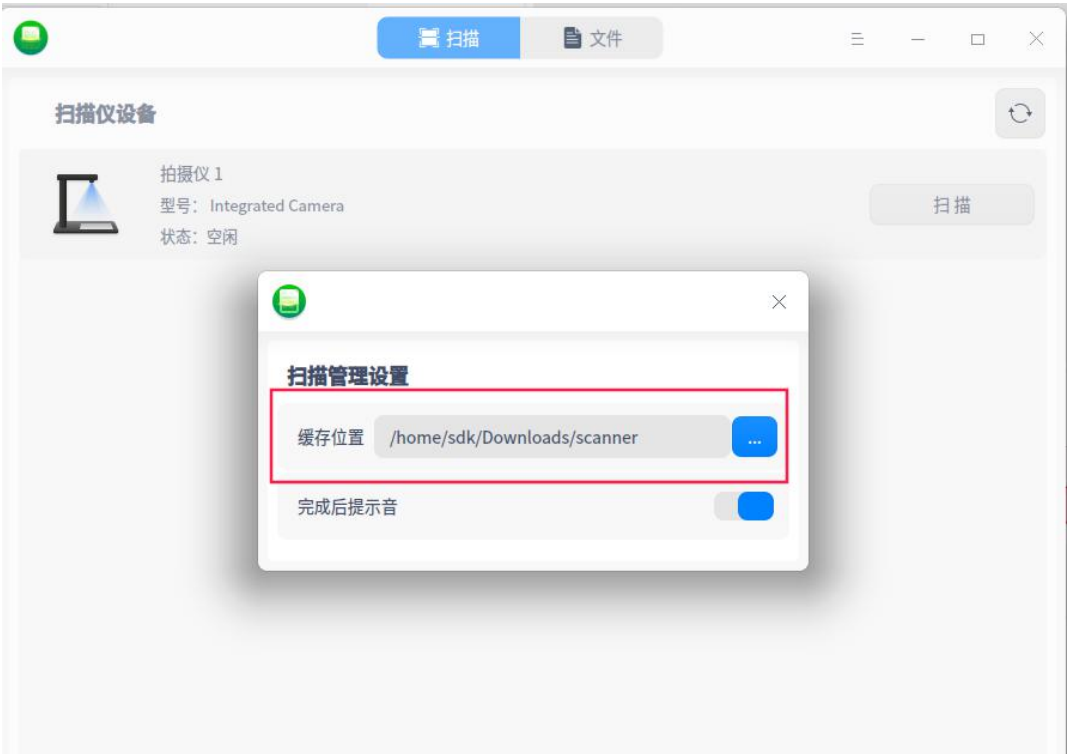 扫描 文件
扫描仪设备
拍摄仪 1
型号： Integrated Camera
扫 描
状态：空闲
扫描管理设置
缓存位置 /home/sdk/Downloads/scanner ...
完成后提示音